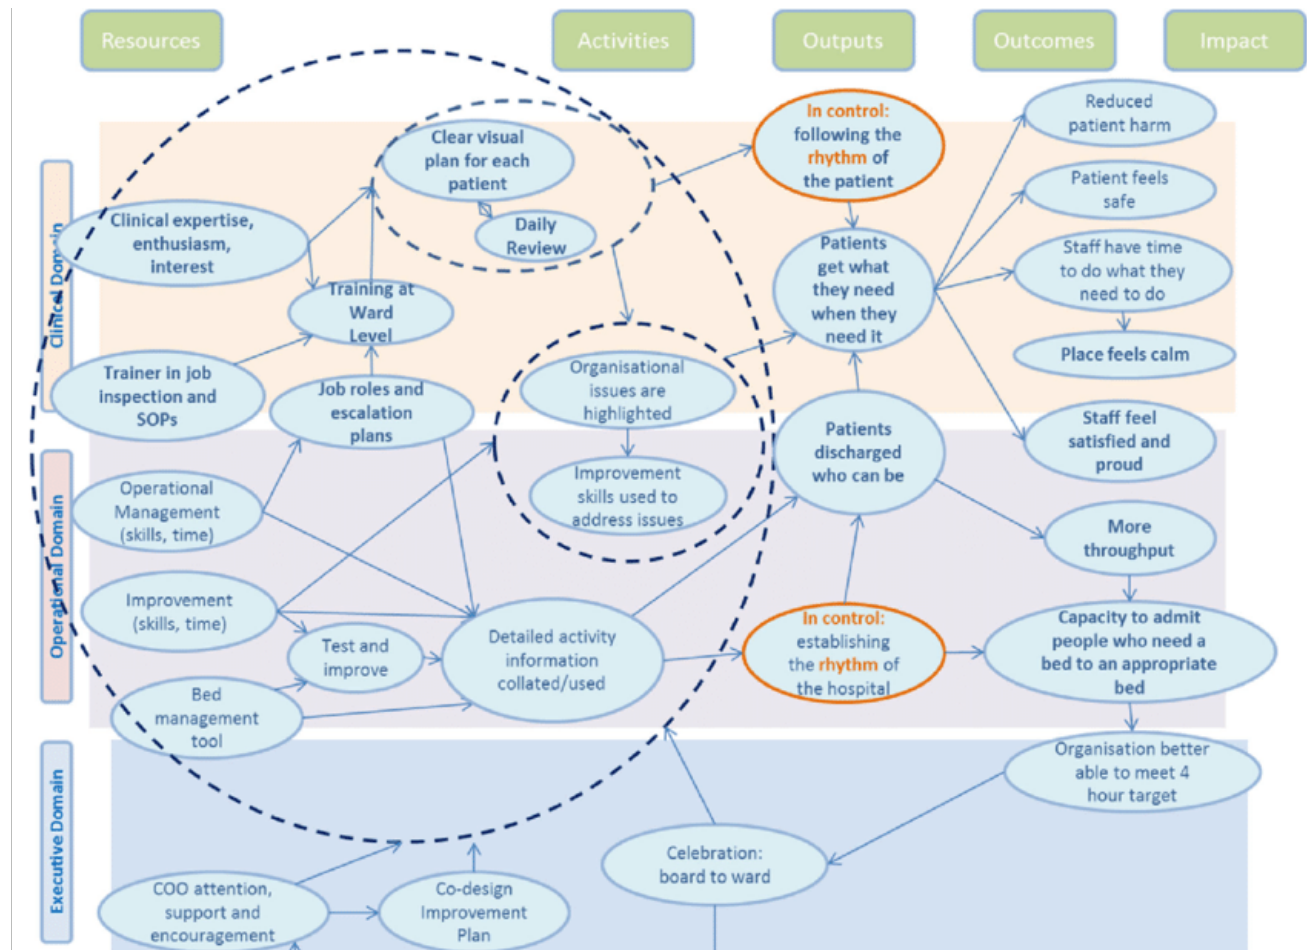 Resources
Activities
Outputs
Outcomes
Impact
Clinical Domain
Operational Domain
Executive Domain
Clear visual
plan for each
patient
Daily
Review
Clinical expertise,
enthusiasm,
interest
Training at
Ward
Level
Trainer in job
inspection and
SOPs
Job roles and
escalation
plans
Organisational
issues are
highlighted
Improvement
skills used to
address issues
Operational
Management
(skills, time)
Improvement
(skills, time)
Test and
improve
Bed
management
tool
Detailed activity
information
collated/used
In control:
following the
rhythm of
the patient
Patients
get what
they need
when they
need it
Patients
discharged
who can be
In control:
establishing
the rhythm of
the hospital
Reduced
patient harm
Patient feels
safe
Staff have time
to do what they
need to do
Place feels calm
Staff feel
satisfied and
proud
More
throughput
Capacity to admit
people who need a
bed to an appropriate
bed
Organisation better
able to meet 4
hour target
Celebration:
board to ward
COO attention,
support and
encouragement
Co-design
Improvement
Plan